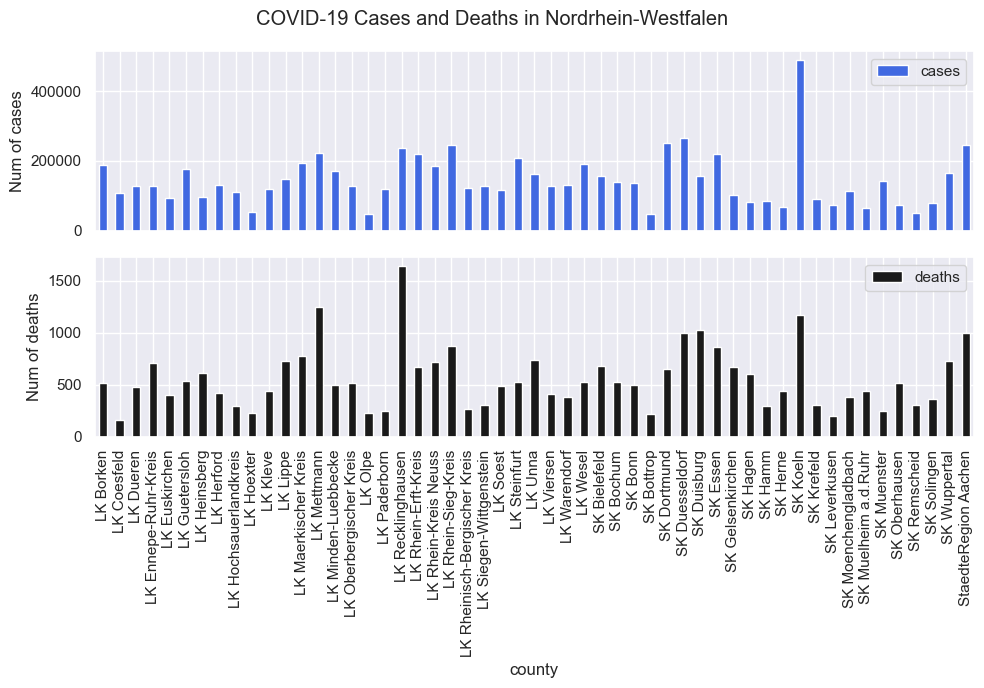 COVID-19 Cases and Deaths in Nordrhein-Westfalen
Num of cases
400000
200000
0
cases
Num of deaths
1500
1000
500
0
deaths
LK Borken
LK Coesfeld
LK Dueren
LK Ennepe-Ruhr-Kreis
LK Euskirchen
LK Guetersloh
LK Heinsberg
LK Herford
LK Hochsauerlandkreis
LK Hoexter
LK Kleve
LK Lippe
LK Maerkischer Kreis
LK Mettmann
LK Minden-Luebbecke
LK Oberbergischer Kreis
LK Olpe
LK Paderborn
LK Recklinghausen
LK Rhein-Erft-Kreis
LK Rhein-Kreis Neuss
LK Rhein-Sieg-Kreis
LK Rheinisch-Bergischer Kreis
LK Siegen-Wittgenstein
LK Soest
LK Steinfurt
LK Unna
LK Viersen
LK Warendorf
LK Wesel
SK Bielefeld
SK Bochum
SK Bonn
SK Bottrop
SK Dortmund
SK Duesseldorf
SK Duisburg
SK Essen
SK Gelsenkirchen
SK Hagen
SK Hamm
SK Herne
SK Koeln
SK Krefeld
SK Leverkusen
SK Moenchengladbach
SK Muelheim a.d.Ruhr
SK Muenster
SK Oberhausen
SK Remscheid
SK Solingen
SK Wuppertal
StaedteRegion Aachen
county